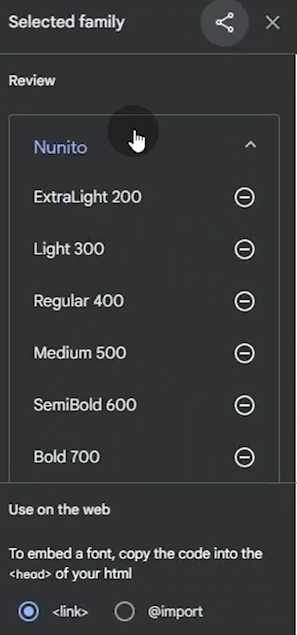 Selected family
Review
Nunito
ExtraLight 200
Light 300
Regular 400
Medium 500
SemiBold 600
Bold 700
Use on the web
To embed a font, copy the code into the
<head> of your html
<link> @import